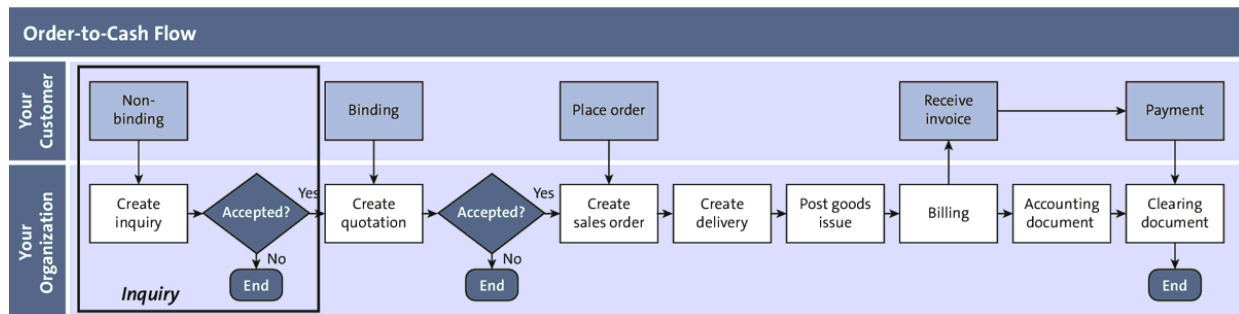 Order-to-Cash Flow
Your
Customer
Non-
binding
Binding
Place order
Receive
invoice
Payment
Your
Organization
Create
inquiry
Accepted?
Yes
No
End
Inquiry
Create
quotation
Accepted?
Yes
No
End
Create
sales order
Create
delivery
Post goods
issue
Billing
Accounting
document
Clearing
document
End